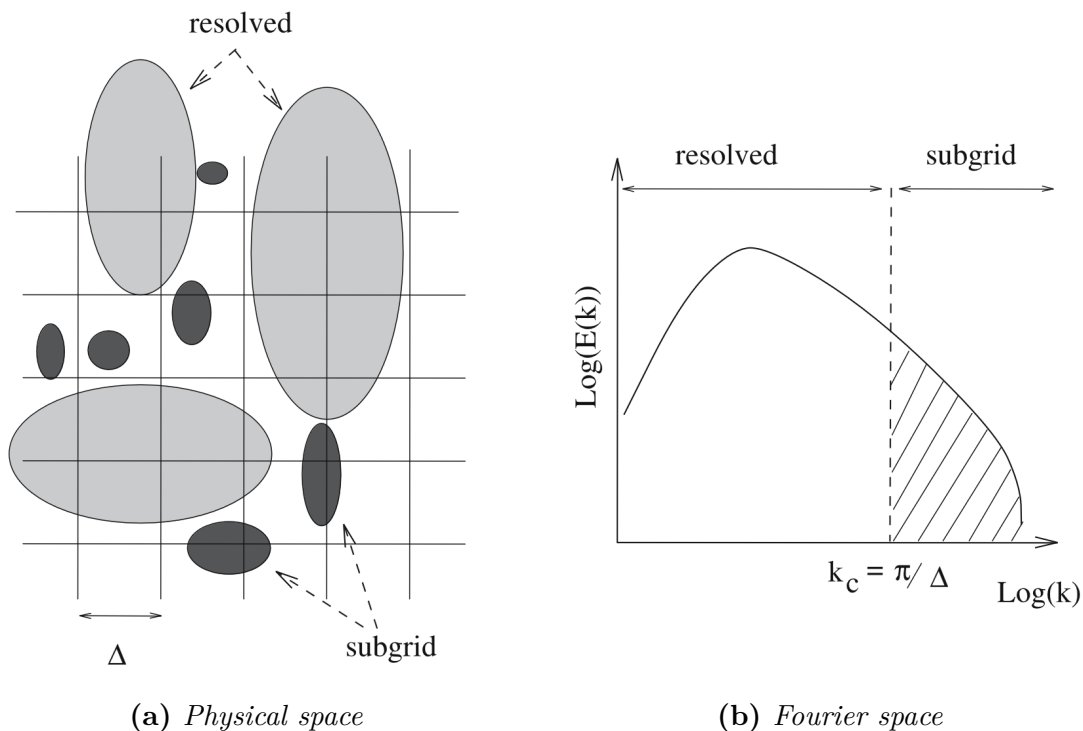 resolved
Δ
subgrid
(a) Physical space
resolved
subgrid
Log(E(k))
k_c = π/Δ
Log(k)
(b) Fourier space